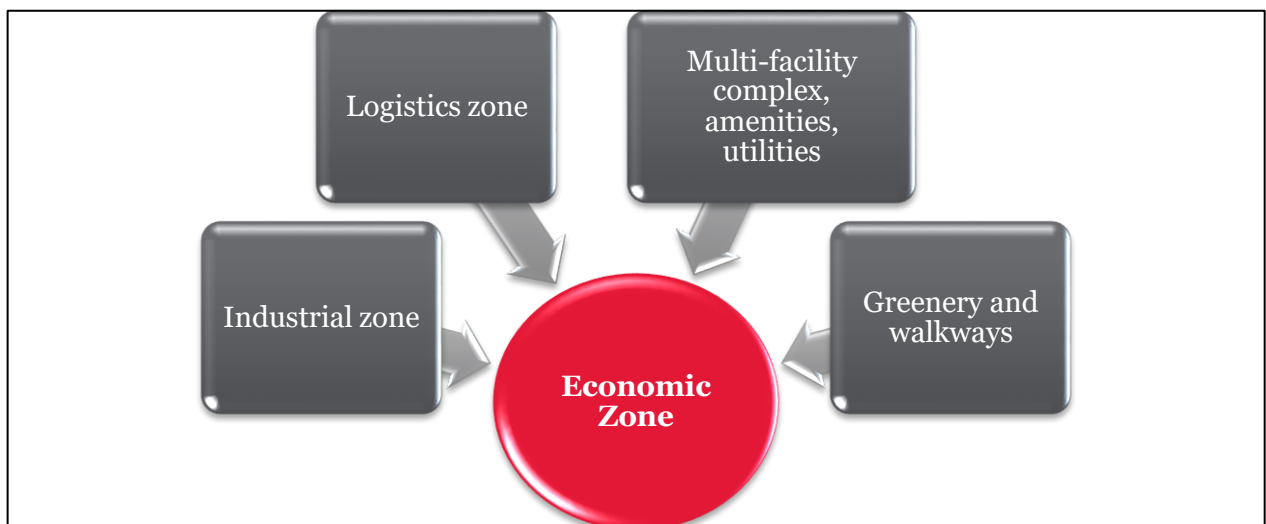 Logistics zone
Multi-facility
complex,
amenities,
utilities
Industrial zone
Greenery and
walkways
Economic
Zone